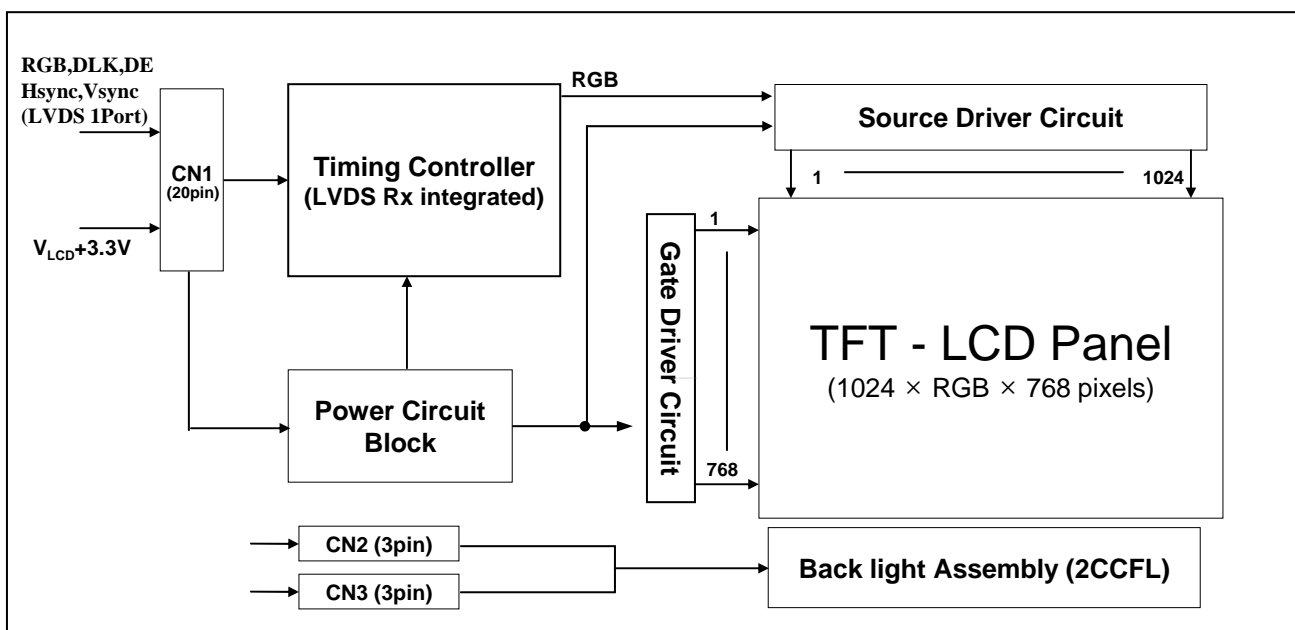 RGB,DLK,DE
Hsync,Vsync
(LVDS 1Port)
V_LCD+3.3V
CN1
(20pin)
Timing Controller
(LVDS Rx integrated)
RGB
Source Driver Circuit
1
1024
Power Circuit
Block
Gate Driver Circuit
1
768
TFT - LCD Panel
(1024 × RGB × 768 pixels)
CN2 (3pin)
CN3 (3pin)
Back light Assembly (2CCFL)